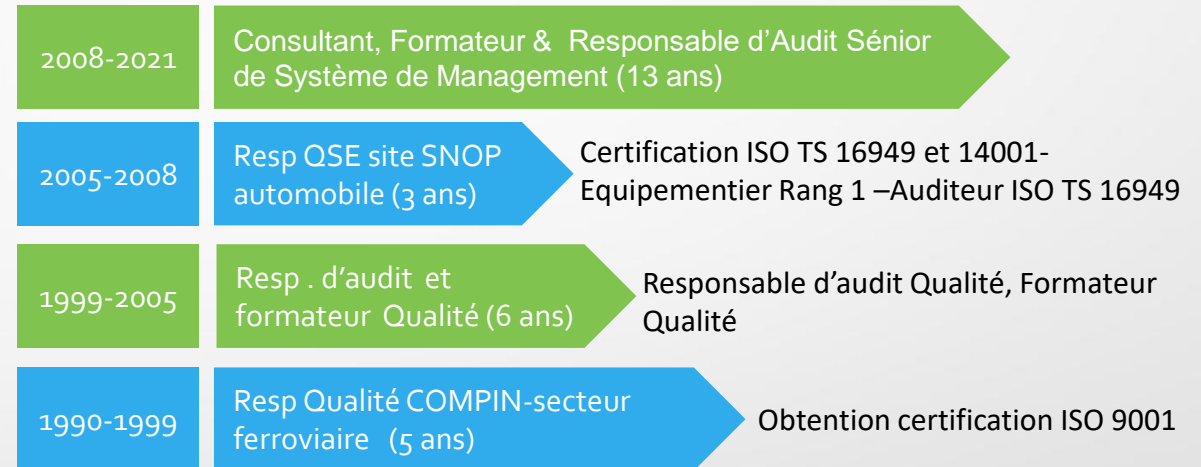 2008-2021
Consultant, Formateur & Responsable d'Audit Sénior
de Système de Management (13 ans)
2005-2008
Resp QSE site SNOP
automobile (3 ans)
Certification ISO TS 16949 et 14001-
Equipementier Rang 1 –Auditeur ISO TS 16949
1999-2005
Resp . d'audit et
formateur Qualité (6 ans)
Responsable d'audit Qualité, Formateur
Qualité
1990-1999
Resp Qualité COMPIN-secteur
ferroviaire (5 ans)
Obtention certification ISO 9001